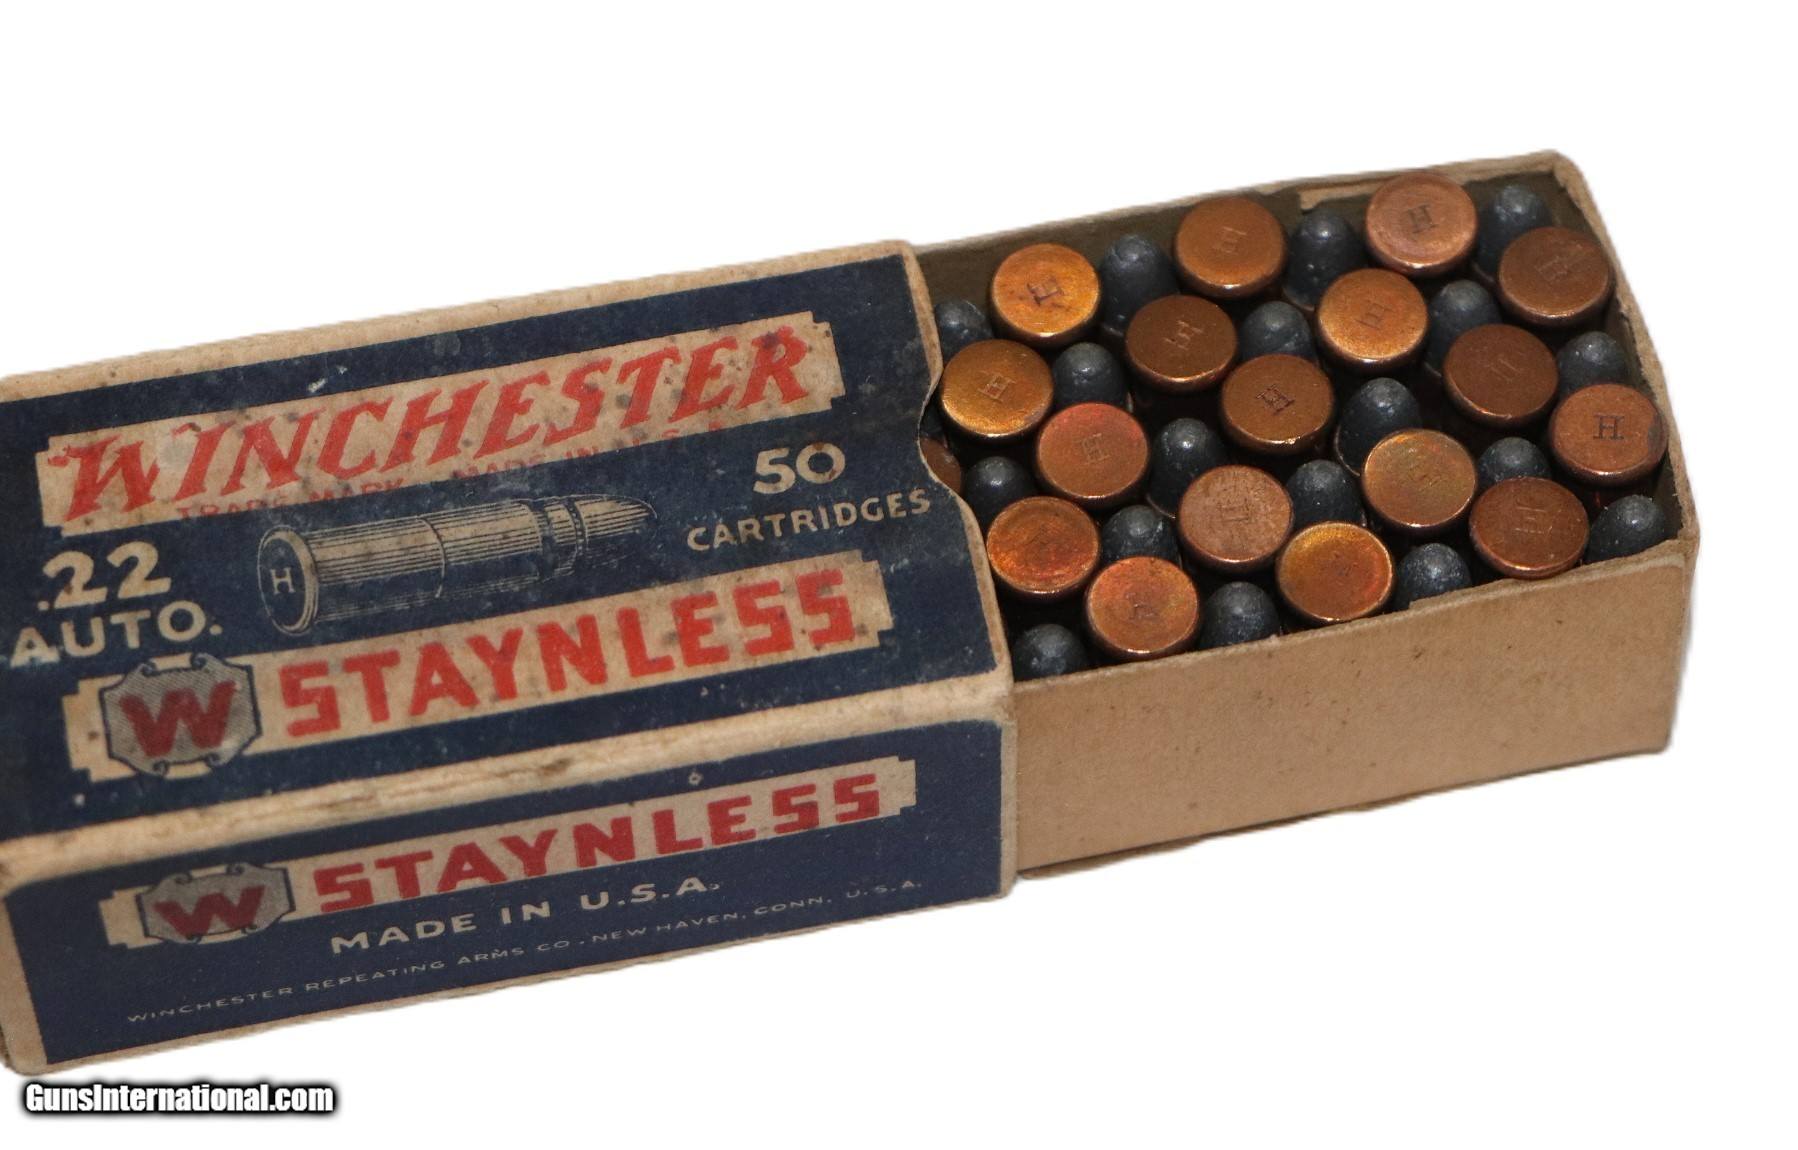 WINCHESTER
TRADE MARK MADE IN U.S.A.
50
CARTRIDGES
.22
AUTO.
H
W STAYNLESS
W STAYNLESS
MADE IN U.S.A.
WINCHESTER REPEATING ARMS CO. NEW HAVEN, CONN. U.S.A.
H
H
H
H
H
H
H
H
H
H
GunsInternational.com